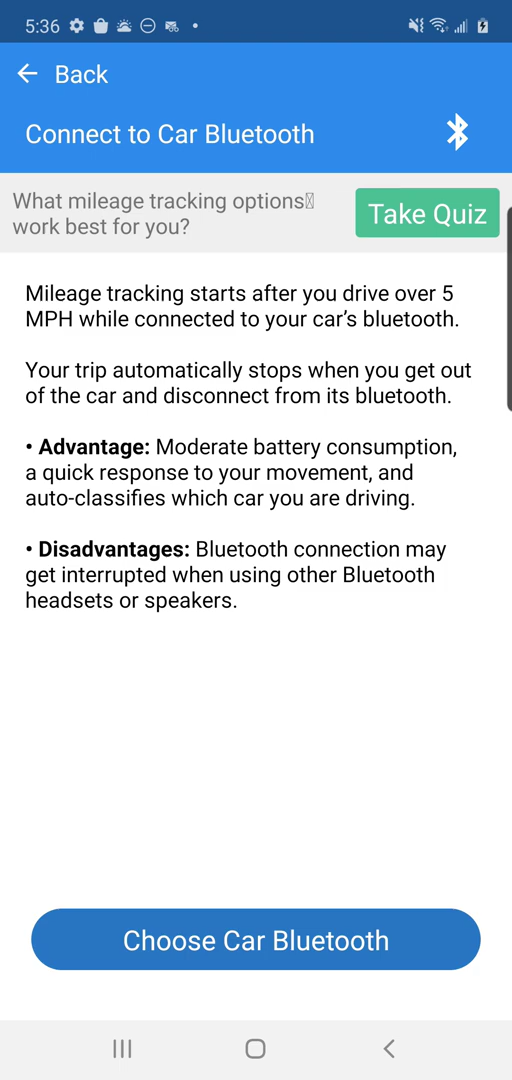 5:36
Back
Connect to Car Bluetooth
What mileage tracking options
work best for you?
Take Quiz
Mileage tracking starts after you drive over 5
MPH while connected to your car’s bluetooth.
Your trip automatically stops when you get out
of the car and disconnect from its bluetooth.
• Advantage: Moderate battery consumption,
a quick response to your movement, and
auto-classifies which car you are driving.
• Disadvantages: Bluetooth connection may
get interrupted when using other Bluetooth
headsets or speakers.
Choose Car Bluetooth